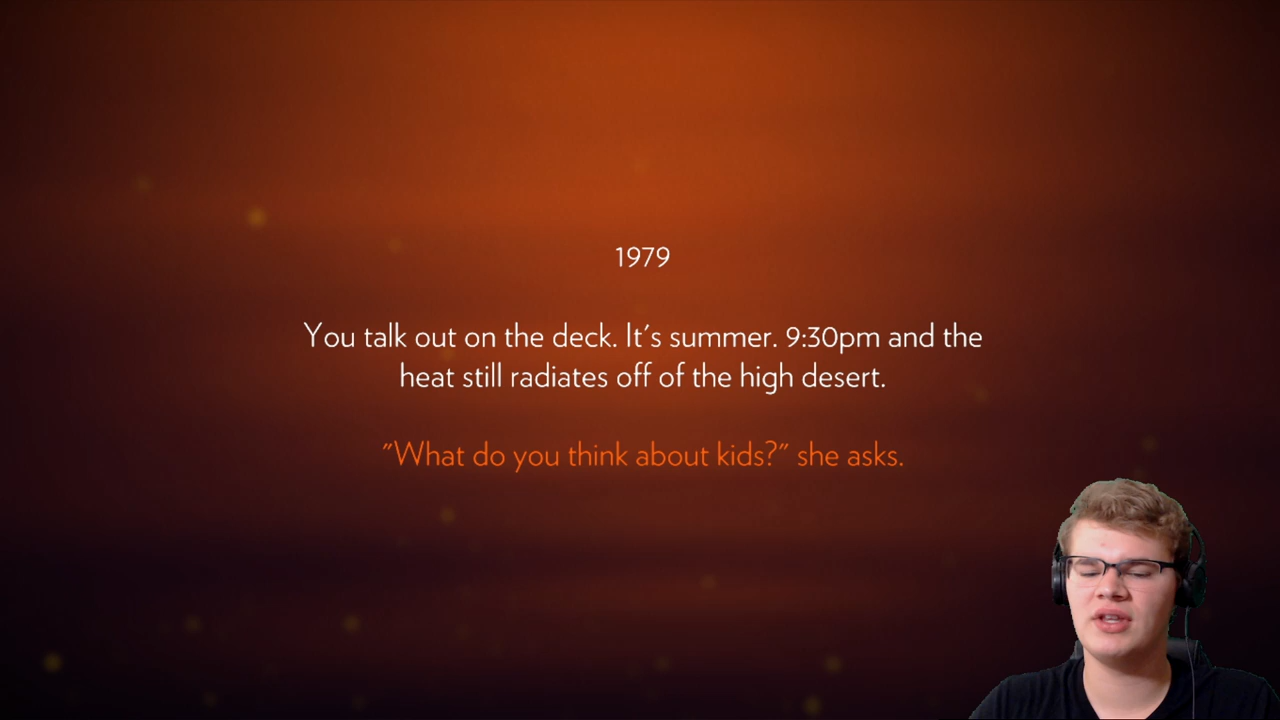 1979
You talk out on the deck. It's summer. 9:30pm and the
heat still radiates off of the high desert.
"What do you think about kids?" she asks.